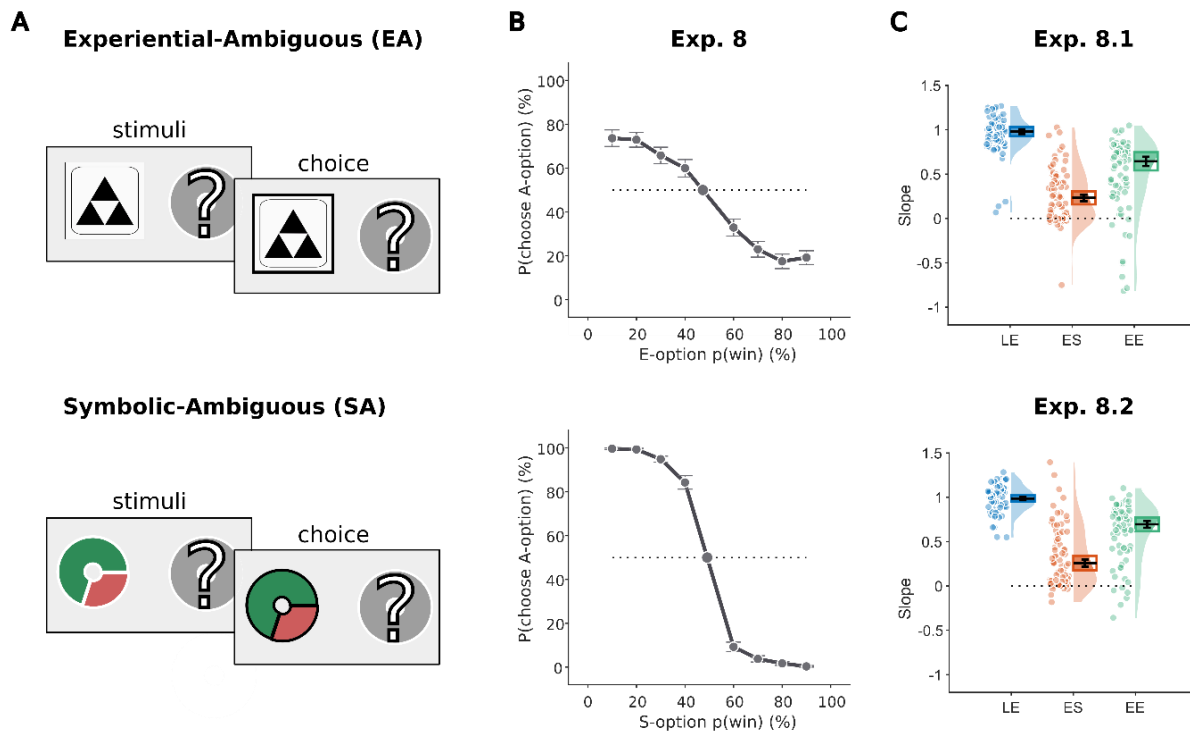 A
Experiential-Ambiguous (EA)
stimuli
?
choice
?
B
Exp. 8
P(choose A-option) (%)
100
80
60
40
20
0
0 20 40 60 80 100
E-option p(win) (%)
C
Exp. 8.1
Slope
1.5
1
0.5
0
-0.5
-1
LE ES EE
Symbolic-Ambiguous (SA)
stimuli
?
choice
?
P(choose A-option) (%)
100
80
60
40
20
0
0 20 40 60 80 100
S-option p(win) (%)
Exp. 8.2
Slope
1.5
1
0.5
0
-0.5
-1
LE ES EE